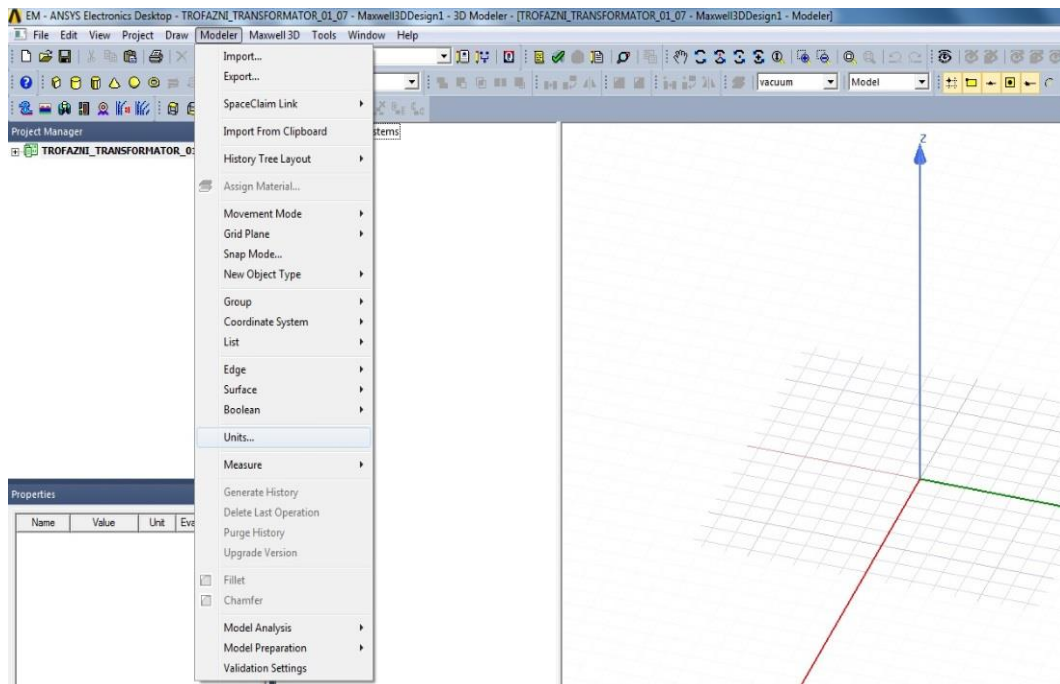 EM - ANSYS Electronics Desktop - TROFAZNI_TRANSFORMATOR_01_07 - Maxwell3DDesign1 - 3D Modeler - [TROFAZNI_TRANSFORMATOR_01_07 - Maxwell3DDesign1 - Modeler]
File Edit View Project Draw Modeler Maxwell 3D Tools Window Help
vacuum Model
Project Manager
TROFAZNI_TRANSFORMATOR_01
stems
Import...
Export...
SpaceClaim Link
Import From Clipboard
History Tree Layout
Assign Material...
Movement Mode
Grid Plane
Snap Mode...
New Object Type
Group
Coordinate System
List
Edge
Surface
Boolean
Units...
Measure
Generate History
Delete Last Operation
Purge History
Upgrade Version
Fillet
Chamfer
Model Analysis
Model Preparation
Validation Settings
Properties
Name Value Unit Eva
Z